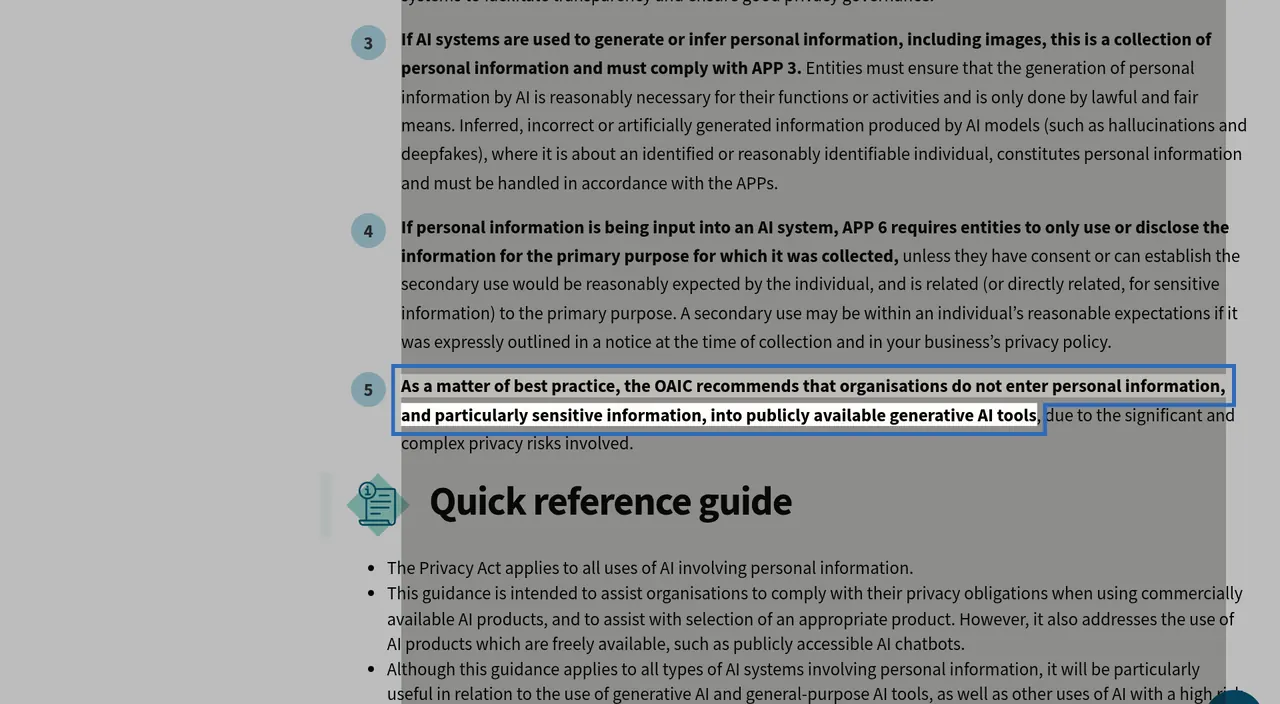 systems to facilitate transparency and ensure good privacy governance.
3
If AI systems are used to generate or infer personal information, including images, this is a collection of
personal information and must comply with APP 3. Entities must ensure that the generation of personal
information by AI is reasonably necessary for their functions or activities and is only done by lawful and fair
means. Inferred, incorrect or artificially generated information produced by AI models (such as hallucinations and
deepfakes), where it is about an identified or reasonably identifiable individual, constitutes personal information
and must be handled in accordance with the APPs.
4
If personal information is being input into an AI system, APP 6 requires entities to only use or disclose the
information for the primary purpose for which it was collected, unless they have consent or can establish the
secondary use would be reasonably expected by the individual, and is related (or directly related, for sensitive
information) to the primary purpose. A secondary use may be within an individual’s reasonable expectations if it
was expressly outlined in a notice at the time of collection and in your business’s privacy policy.
5
As a matter of best practice, the OAIC recommends that organisations do not enter personal information,
and particularly sensitive information, into publicly available generative AI tools, due to the significant and
complex privacy risks involved.
Quick reference guide
• The Privacy Act applies to all uses of AI involving personal information.
• This guidance is intended to assist organisations to comply with their privacy obligations when using commercially
available AI products, and to assist with selection of an appropriate product. However, it also addresses the use of
AI products which are freely available, such as publicly accessible AI chatbots.
• Although this guidance applies to all types of AI systems involving personal information, it will be particularly
useful in relation to the use of generative AI and general-purpose AI tools, as well as other uses of AI with a high risk